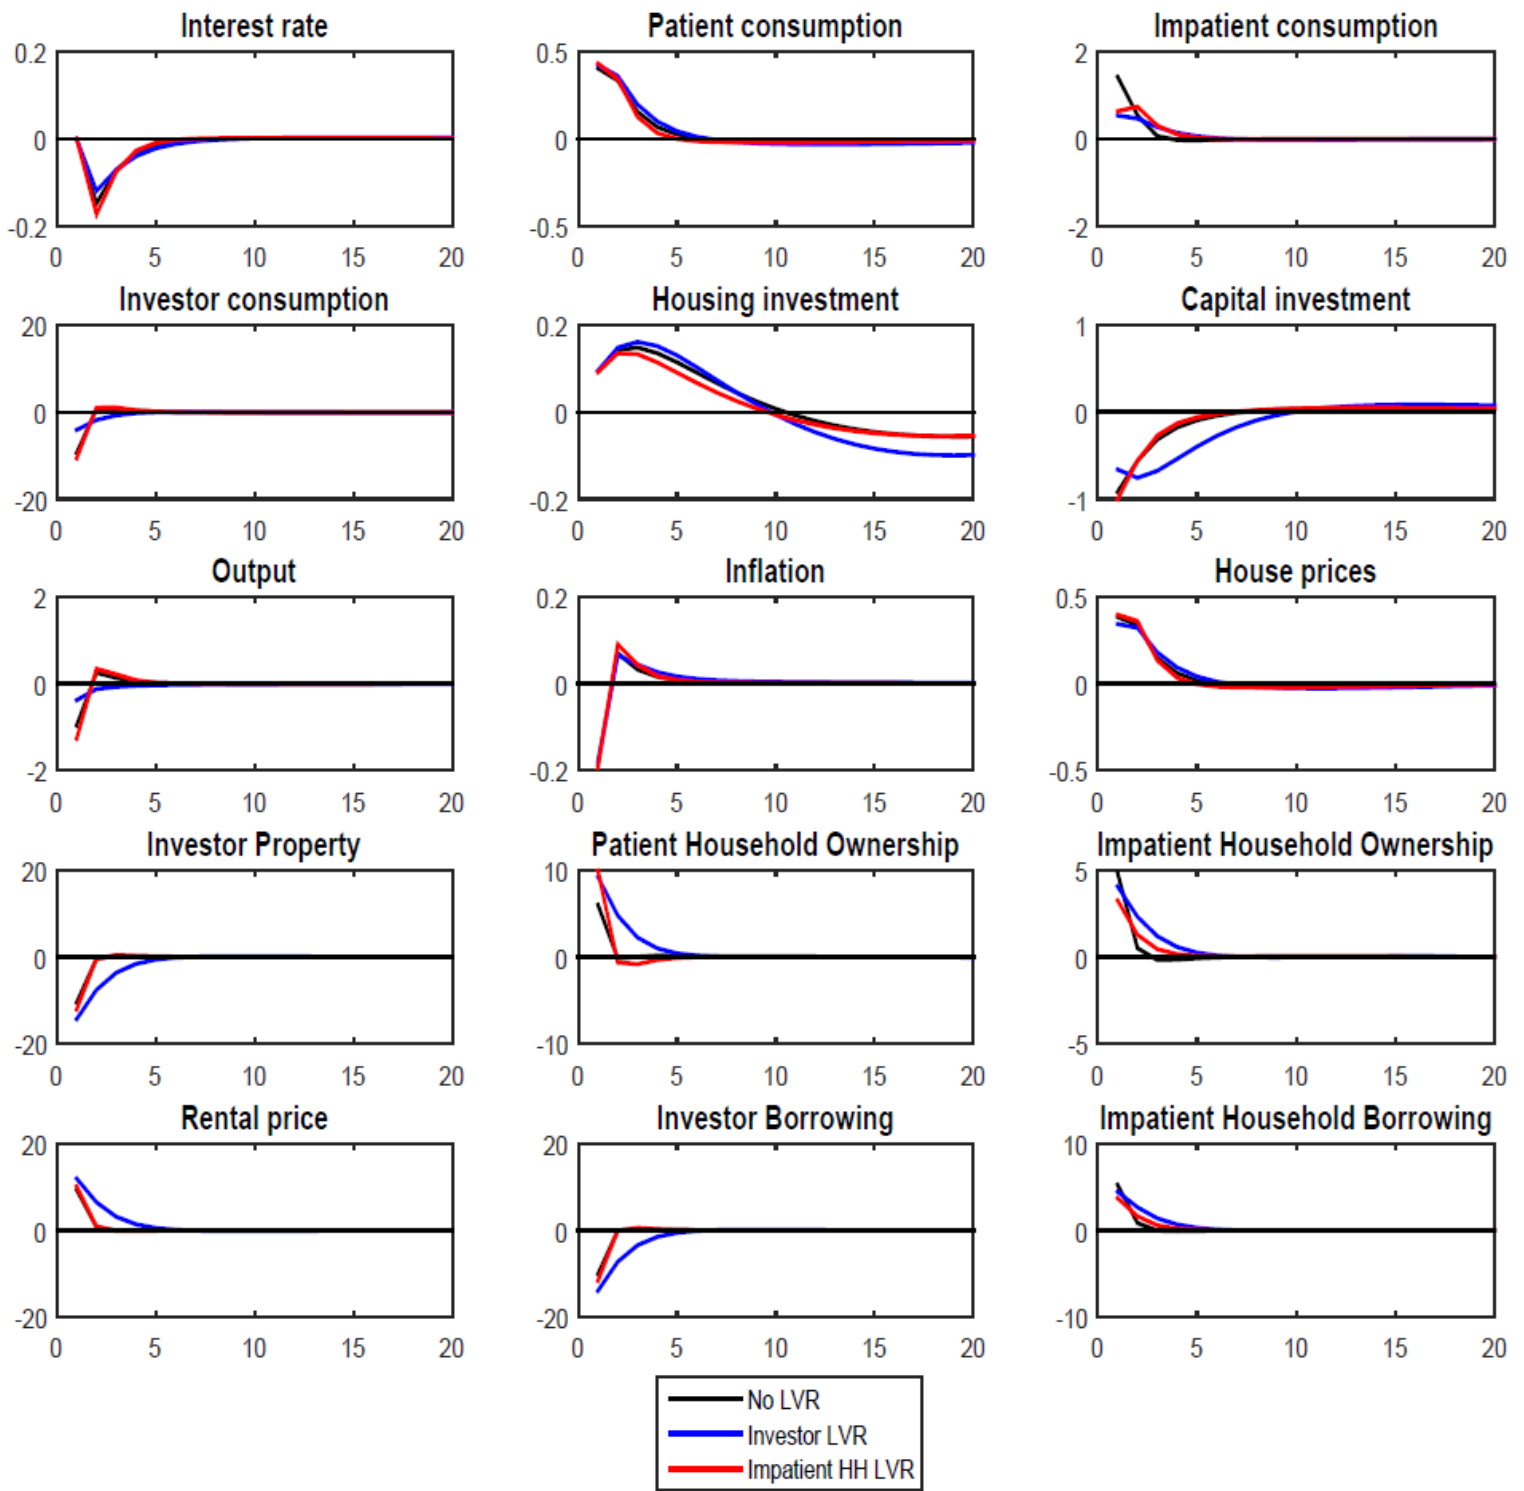 Interest rate Patient consumption Impatient consumption
0.2 0.5 2
0 0 0
-0.2 -0.5 -2
0 5 10 15 20 0 5 10 15 20 0 5 10 15 20
Investor consumption Housing investment Capital investment
20 0.2 1
0 0 0
-20 -0.2 -1
0 5 10 15 20 0 5 10 15 20 0 5 10 15 20
Output Inflation House prices
2 0.2 0.5
0 0 0
-2 -0.2 -0.5
0 5 10 15 20 0 5 10 15 20 0 5 10 15 20
Investor Property Patient Household Ownership Impatient Household Ownership
20 10 5
0 0 0
-20 -10 -5
0 5 10 15 20 0 5 10 15 20 0 5 10 15 20
Rental price Investor Borrowing Impatient Household Borrowing
20 20 10
0 0 0
-20 -20 -10
0 5 10 15 20 0 5 10 15 20 0 5 10 15 20
No LVR
Investor LVR
Impatient HH LVR